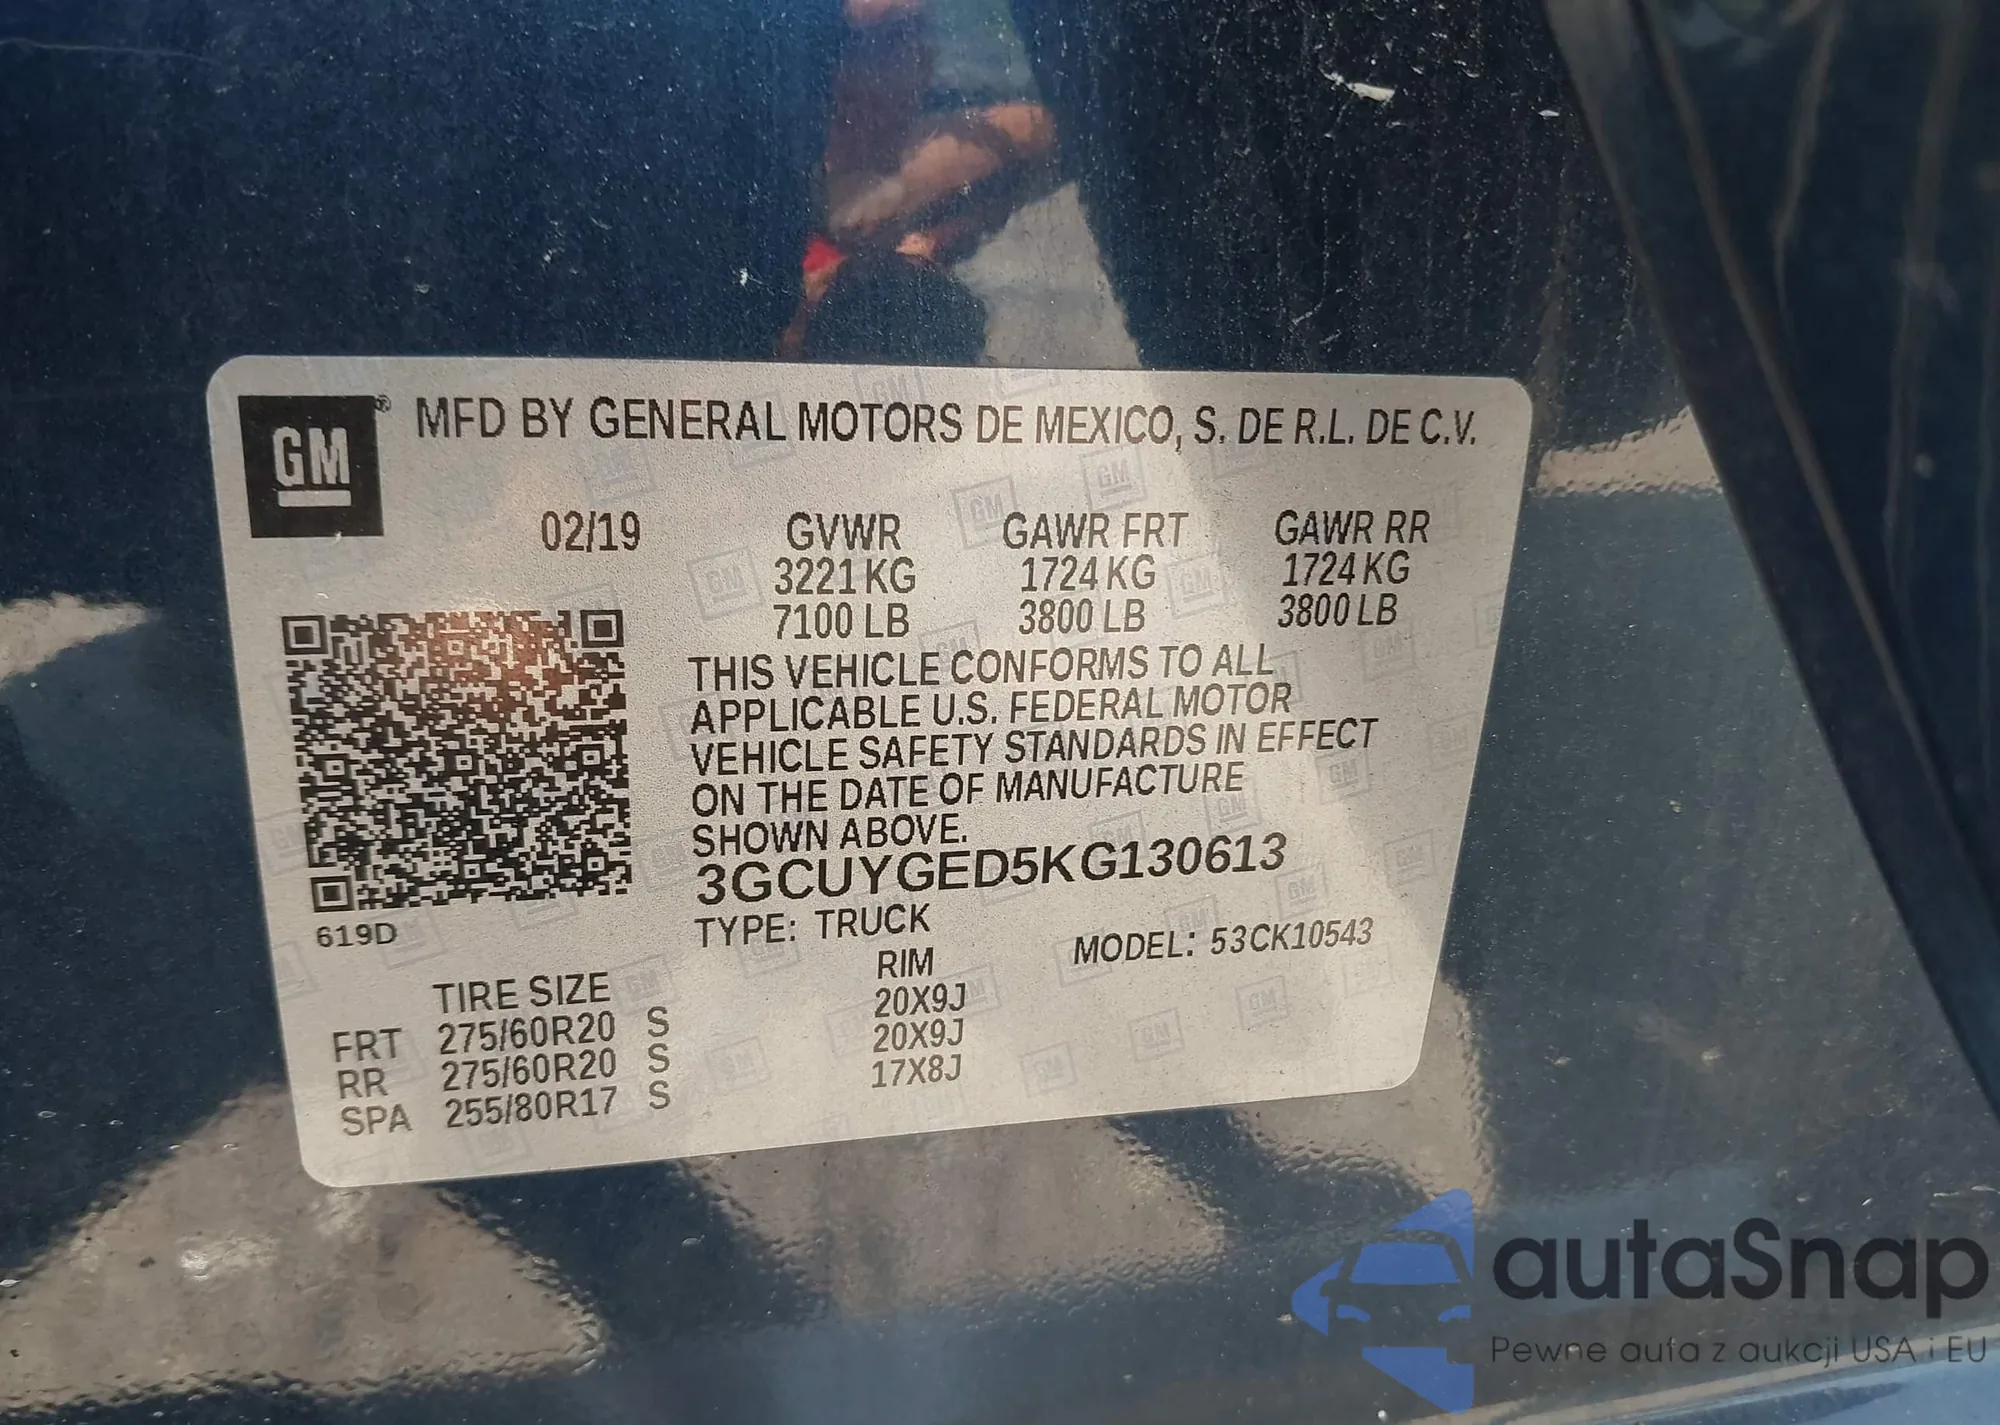 GM® MFD BY GENERAL MOTORS DE MEXICO, S. DE R.L. DE C.V.
02/19 GVWR GAWR FRT GAWR RR
3221 KG 1724 KG 1724 KG
7100 LB 3800 LB 3800 LB
THIS VEHICLE CONFORMS TO ALL
APPLICABLE U.S. FEDERAL MOTOR
VEHICLE SAFETY STANDARDS IN EFFECT
ON THE DATE OF MANUFACTURE
SHOWN ABOVE.
3GCUYGED5KG130613
619D
TYPE: TRUCK MODEL: 53CK10543
TIRE SIZE RIM
FRT 275/60R20 S 20X9J
RR 275/60R20 S 20X9J
SPA 255/80R17 S 17X8J
autaSnap
Pewne auta z aukcji USA i EU